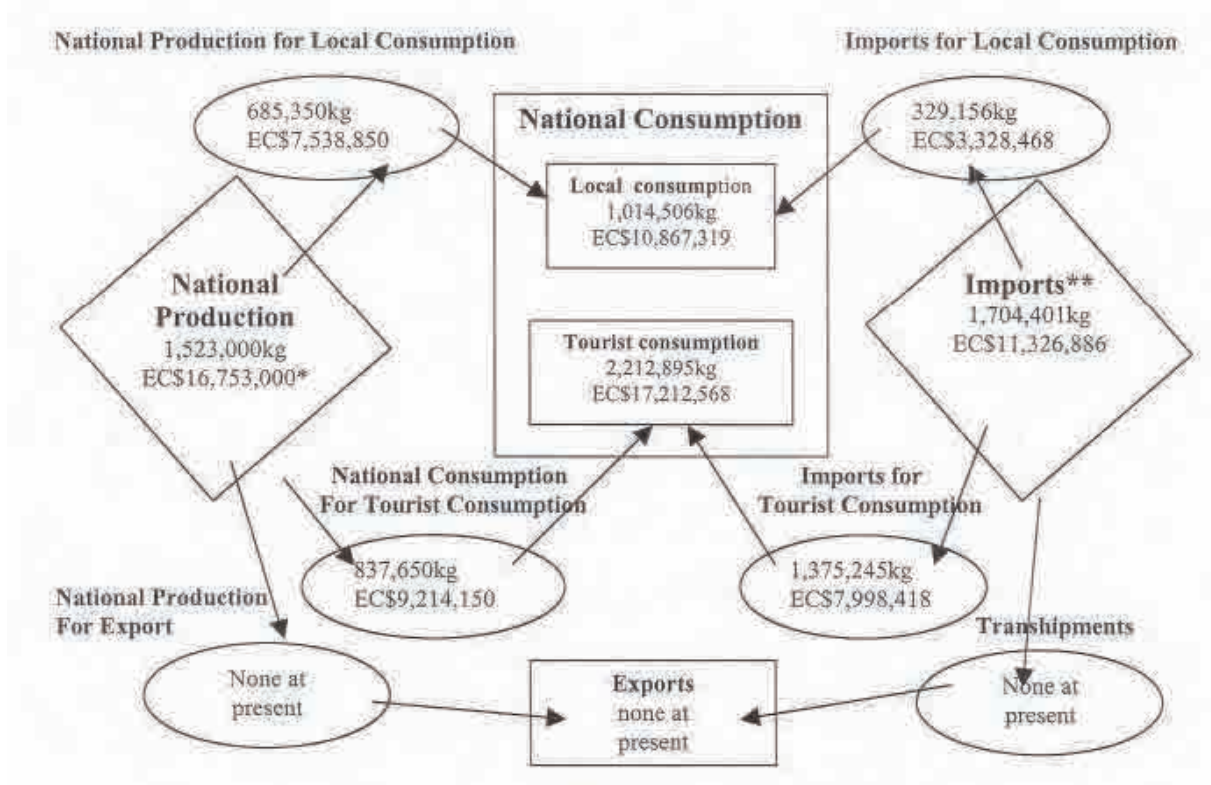 National Production for Local Consumption
Imports for Local Consumption
685,350kg
EC$7,538,850
National Consumption
329,156kg
EC$3,328,468
Local consumption
1,014,506kg
EC$10,867,319
National
Production
1,523,000kg
EC$16,753,000*
Imports**
1,704,401kg
EC$11,326,886
Tourist consumption
2,212,895kg
EC$17,212,568
National Consumption
For Tourist Consumption
Imports for
Tourist Consumption
837,650kg
EC$9,214,150
1,375,245kg
EC$7,998,418
National Production
For Export
Transhipments
None at
present
Exports
none at
present
None at
present